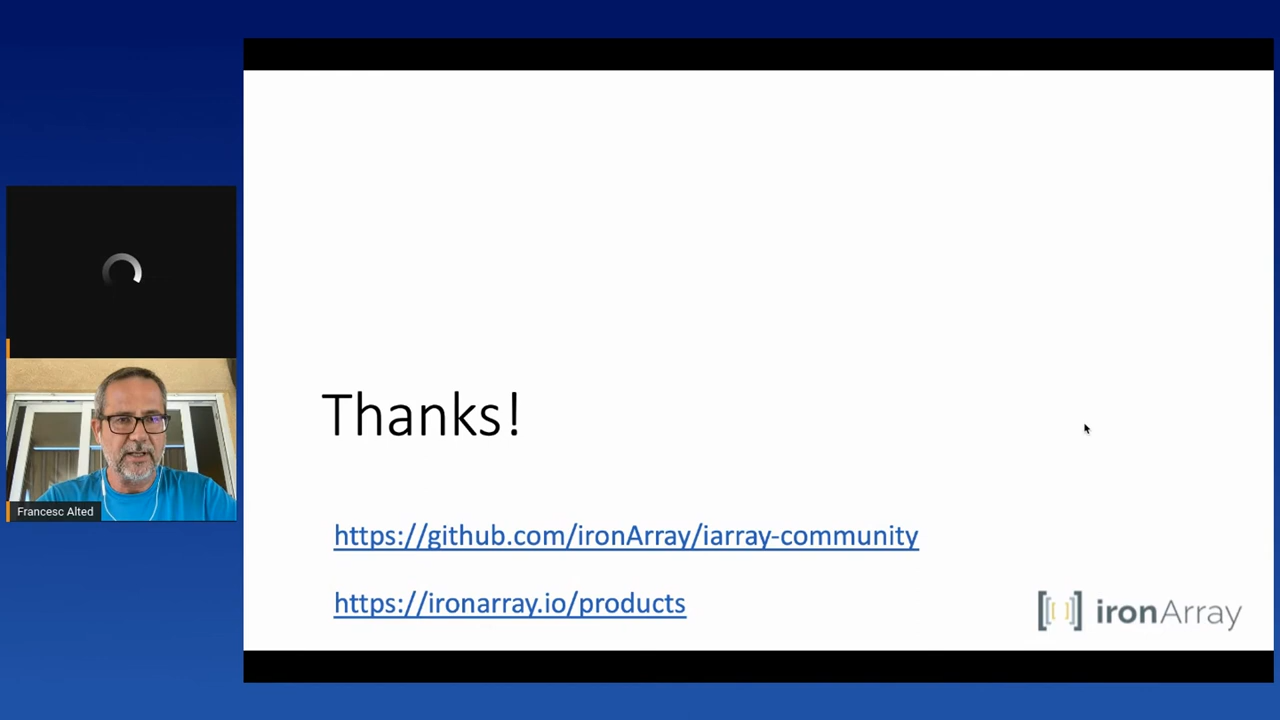 Francesc Alted
Thanks!
https://github.com/ironArray/iarray-community
https://ironarray.io/products
ironArray